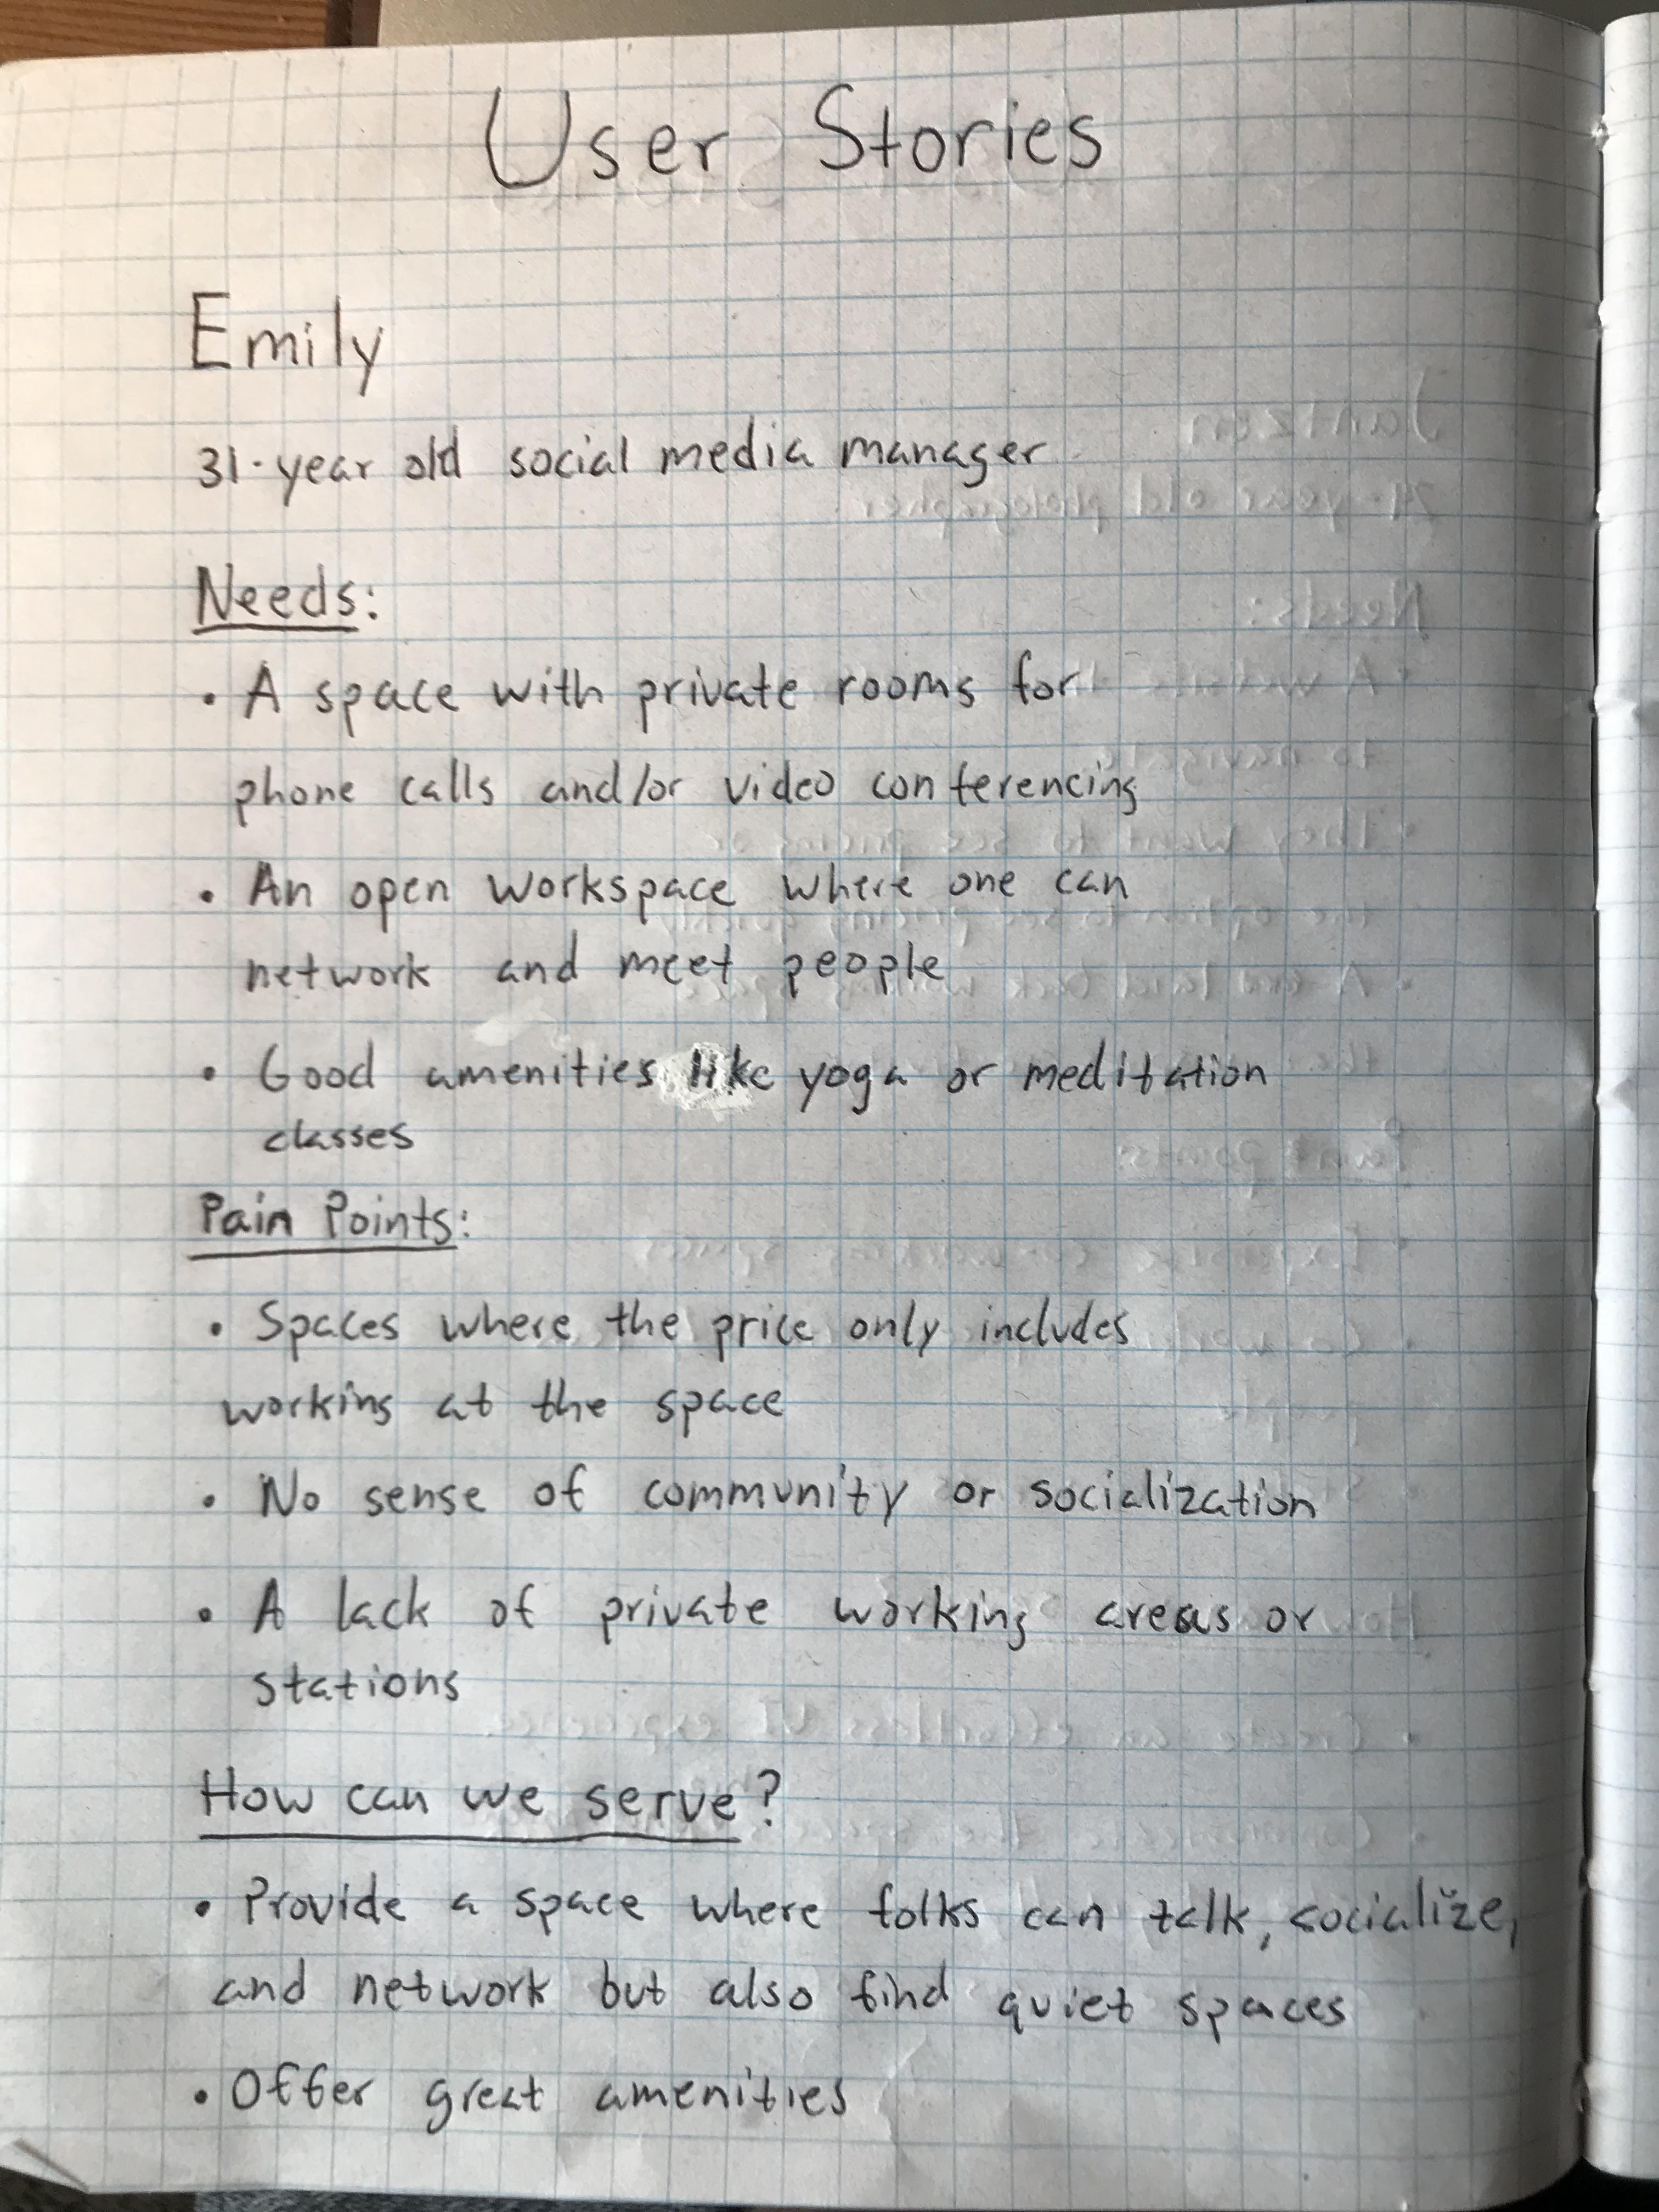 User Stories
Emily
31-year old social media manager
Needs:
• A space with private rooms for
phone calls and/or video conferencing
• An open workspace where one can
network and meet people
• Good amenities like yoga or meditation
classes
Pain Points:
• Spaces where the price only includes
working at the space
• No sense of community or socialization
• A lack of private working areas or
stations
How can we serve?
• Provide a space where folks can talk, socialize,
and network but also find quiet spaces
• Offer great amenities